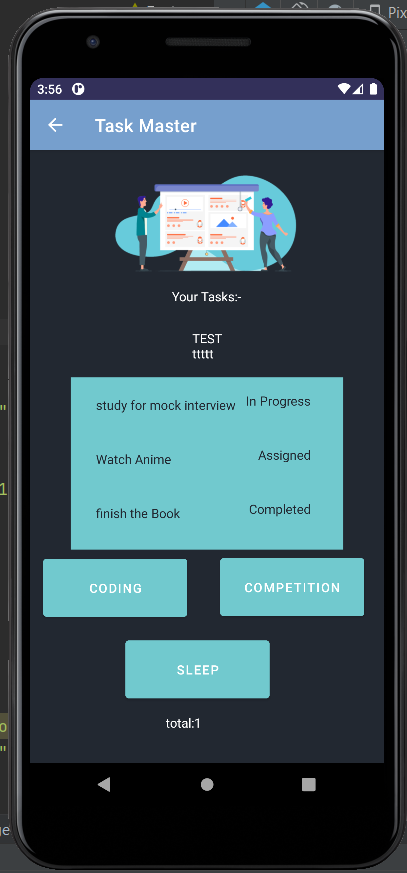 Pix
3:56
Task Master
Your Tasks:-
TEST
ttttt
study for mock interview In Progress
Watch Anime Assigned
finish the Book Completed
CODING COMPETITION
SLEEP
total:1